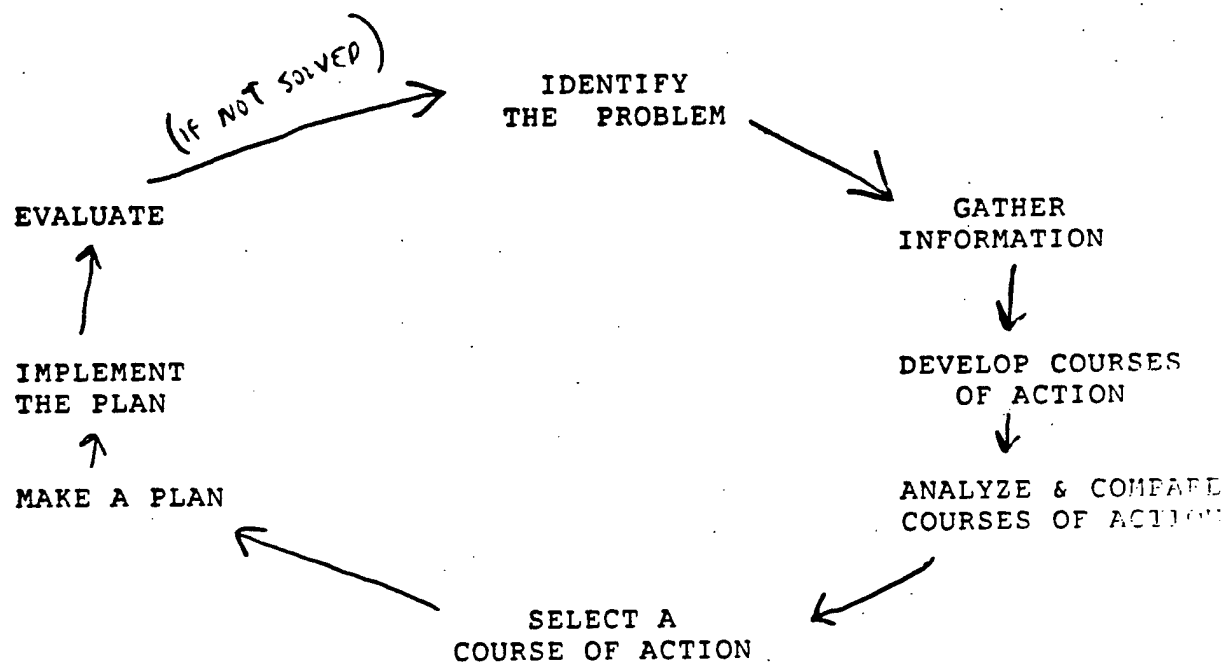 (IF NOT SOLVED)
IDENTIFY
THE PROBLEM
GATHER
INFORMATION
DEVELOP COURSES
OF ACTION
ANALYZE & COMPARE
COURSES OF ACTION
SELECT A
COURSE OF ACTION
MAKE A PLAN
IMPLEMENT
THE PLAN
EVALUATE